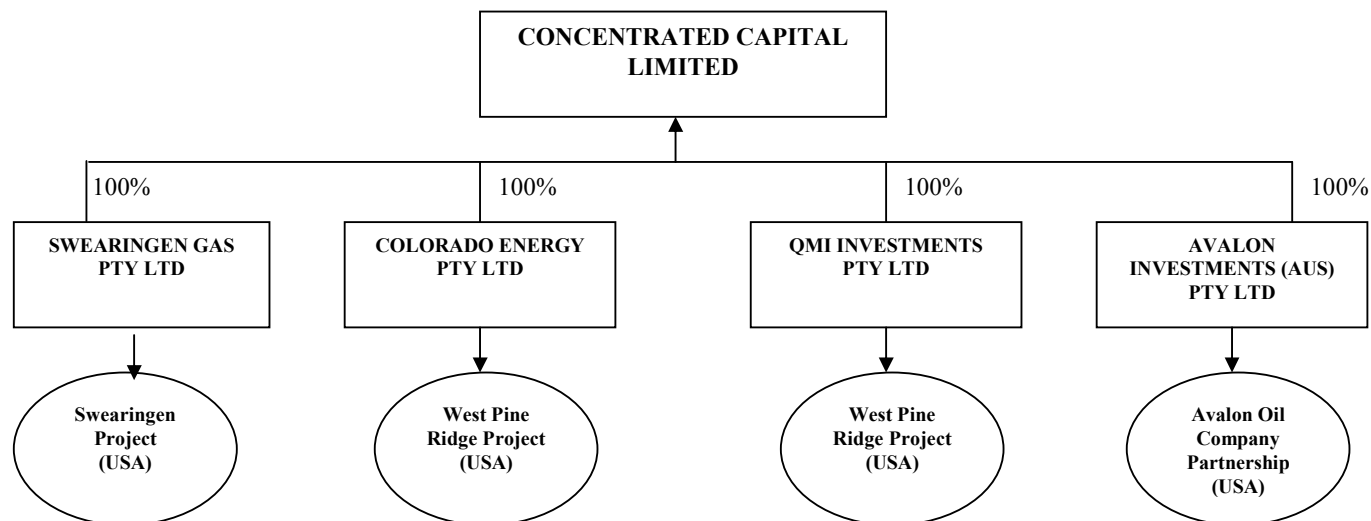 CONCENTRATED CAPITAL
LIMITED
100%
100%
100%
100%
SWEARINGEN GAS
PTY LTD
COLORADO ENERGY
PTY LTD
QMI INVESTMENTS
PTY LTD
AVALON
INVESTMENTS (AUS)
PTY LTD
Swearingen
Project
(USA)
West Pine
Ridge Project
(USA)
West Pine
Ridge Project
(USA)
Avalon Oil
Company
Partnership
(USA)